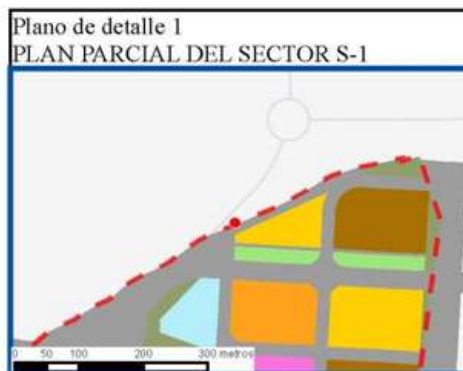 Plano de detalle 1
PLAN PARCIAL DEL SECTOR S-1
0 50 100 200 300 metros